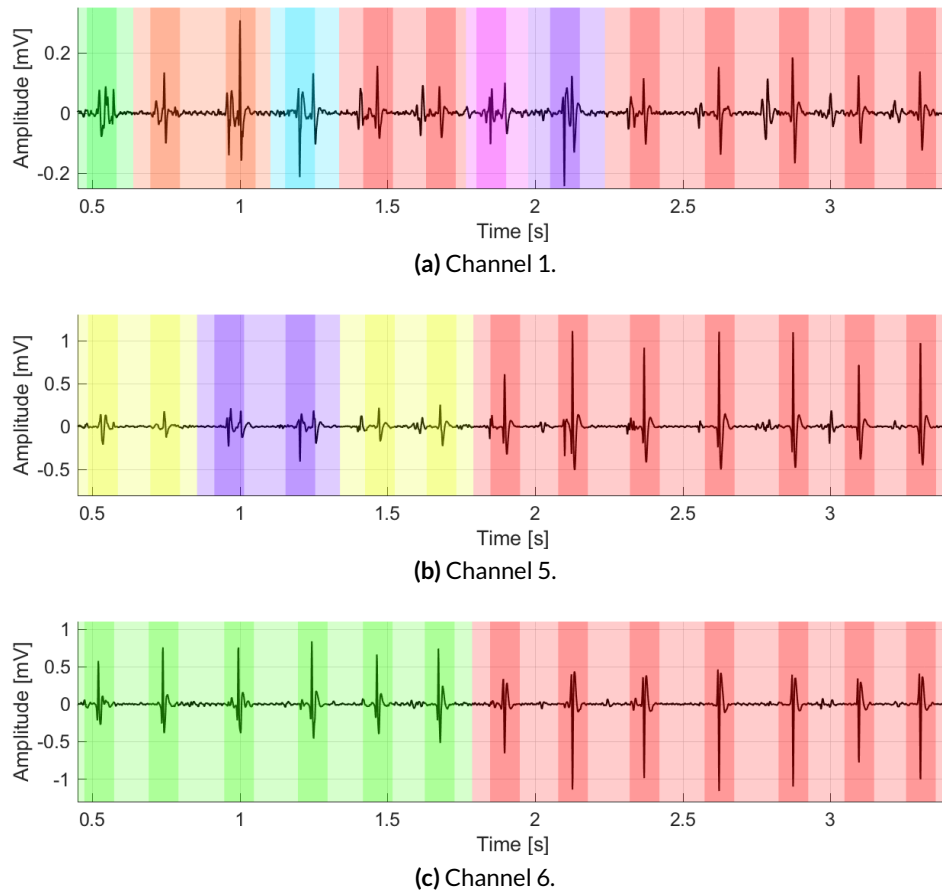 Amplitude [mV]
0.2
0
-0.2
0.5 1 1.5 2 2.5 3
Time [s]
(a) Channel 1.
Amplitude [mV]
1
0.5
0
-0.5
0.5 1 1.5 2 2.5 3
Time [s]
(b) Channel 5.
Amplitude [mV]
1
0.5
0
-0.5
-1
0.5 1 1.5 2 2.5 3
Time [s]
(c) Channel 6.